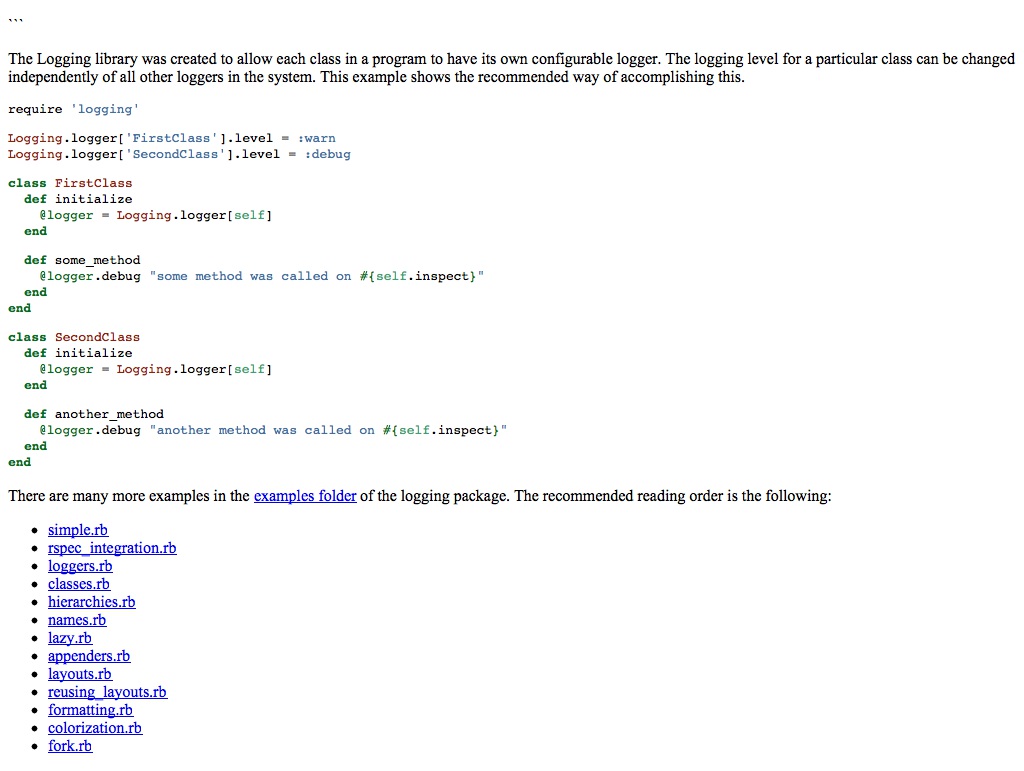 ```
The Logging library was created to allow each class in a program to have its own configurable logger. The logging level for a particular class can be changed
independently of all other loggers in the system. This example shows the recommended way of accomplishing this.
require 'logging'
Logging.logger['FirstClass'].level = :warn
Logging.logger['SecondClass'].level = :debug
class FirstClass
  def initialize
    @logger = Logging.logger[self]
  end
  def some_method
    @logger.debug "some method was called on #{self.inspect}"
  end
end
class SecondClass
  def initialize
    @logger = Logging.logger[self]
  end
  def another_method
    @logger.debug "another method was called on #{self.inspect}"
  end
end
There are many more examples in the examples folder of the logging package. The recommended reading order is the following:
• simple.rb
• rspec_integration.rb
• loggers.rb
• classes.rb
• hierarchies.rb
• names.rb
• lazy.rb
• appenders.rb
• layouts.rb
• reusing_layouts.rb
• formatting.rb
• colorization.rb
• fork.rb